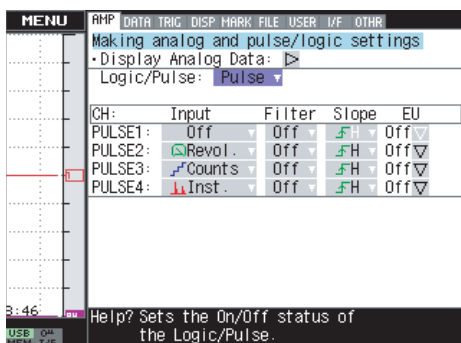 MENU
AMP DATA TRIG DISP MARK FILE USER I/F OTHR
Making analog and pulse/logic settings
・Display Analog Data:
Logic/Pulse: Pulse
CH: Input Filter Slope EU
PULSE1: Off Off H Off
PULSE2: Revol. Off H Off
PULSE3: Counts Off H Off
PULSE4: Inst. Off H Off
:46
Help? Sets the On/Off status of
the Logic/Pulse.
USB